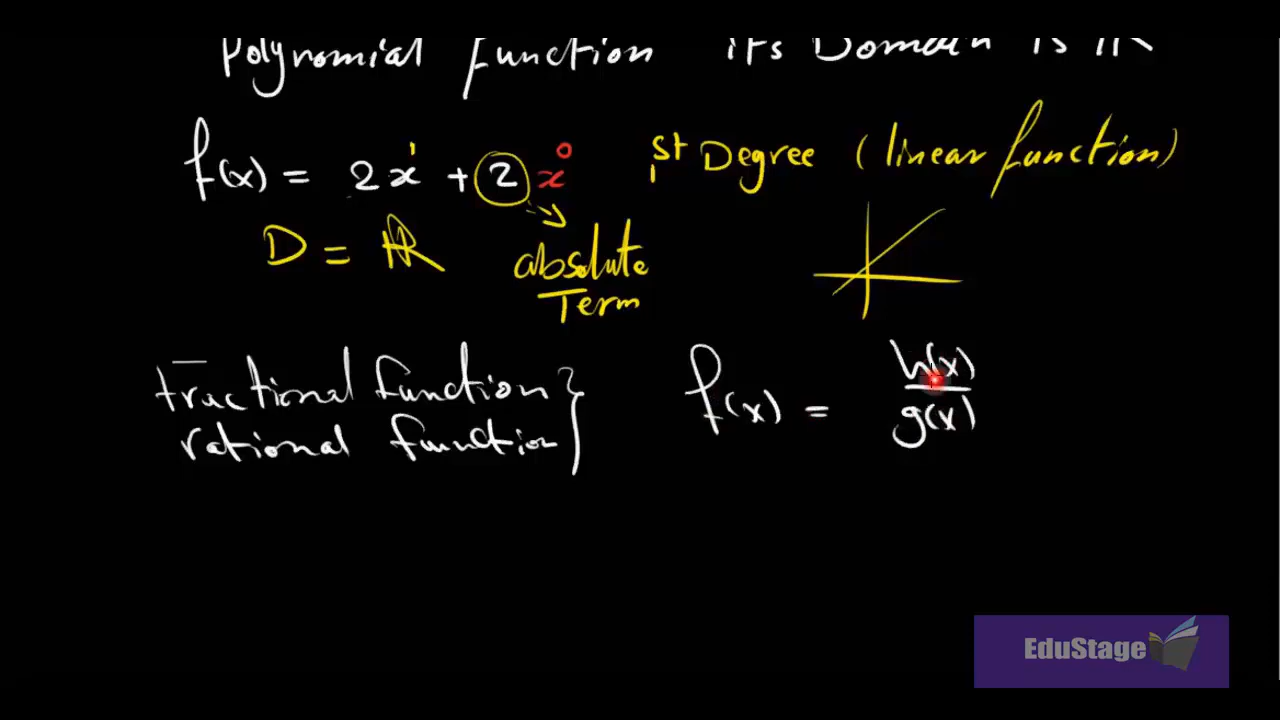 Polynomial function its Domain is ℝ
f(x) = 2x¹ + 2x⁰ 1st Degree (linear function)
D = ℝ
absolute
Term
fractional function }
rational function
f(x) = h(x)/g(x)
EduStage